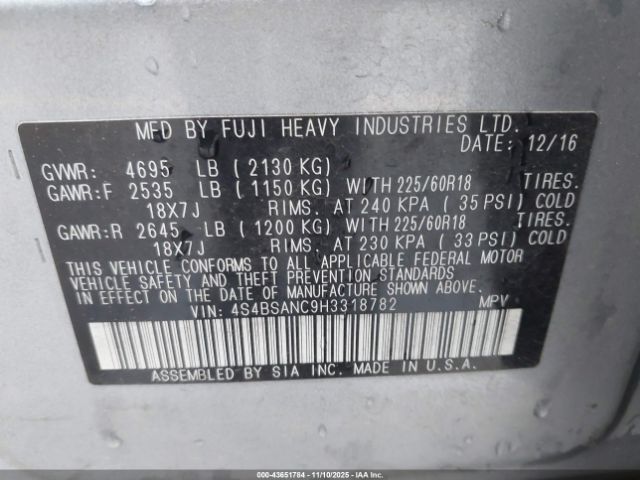 MFD BY FUJI HEAVY INDUSTRIES LTD.
DATE: 12/16
GVWR: 4695 LB ( 2130 KG)
GAWR:F 2535 LB ( 1150 KG) WITH 225/60R18 TIRES.
18X7J RIMS. AT 240 KPA ( 35 PSI) COLD
GAWR:R 2645 LB ( 1200 KG) WITH 225/60R18 TIRES.
18X7J RIMS. AT 230 KPA ( 33 PSI) COLD
THIS VEHICLE CONFORMS TO ALL APPLICABLE FEDERAL MOTOR
VEHICLE SAFETY AND THEFT PREVENTION STANDARDS
IN EFFECT ON THE DATE OF MANUFACTURE SHOWN ABOVE.
VIN: 4S4BSANC9H3318782 MPV
ASSEMBLED BY SIA INC. MADE IN U.S.A.
000-43651784 - 11/10/2025 - IAAI.COM